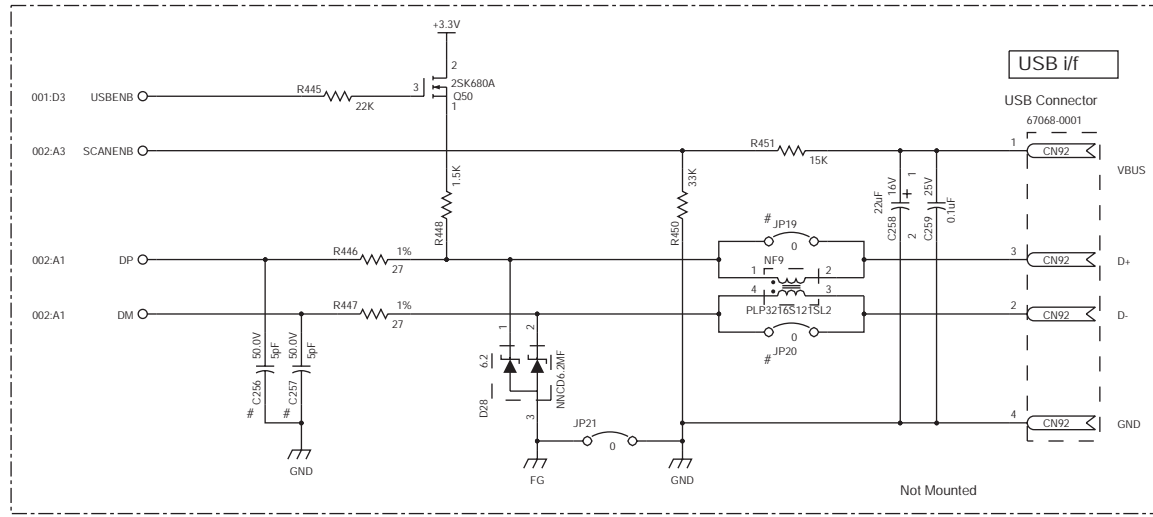 +3.3V
USB i/f
USB Connector
67068-0001
001:D3 USBENB
R445
22K
2
3
2SK680A
Q50
1
002:A3 SCANENB
R451
15K
1
CN92
VBUS
1.5K
R448
33K
R450
22uF 16V
C258
+
1
2
25V
0.1uF
C259
#
JP19
0
002:A1 DP
R446
1%
27
NF9
1
2
4
3
PLP3216S121SL2
3
CN92
D+
002:A1 DM
R447
1%
27
2
CN92
D-
JP20
#
0
50.0V
5pF
C256
#
50.0V
5pF
C257
#
GND
1
2
6.2
D28
NNCD6.2MF
3
JP21
0
FG
GND
4
CN92
GND
Not Mounted